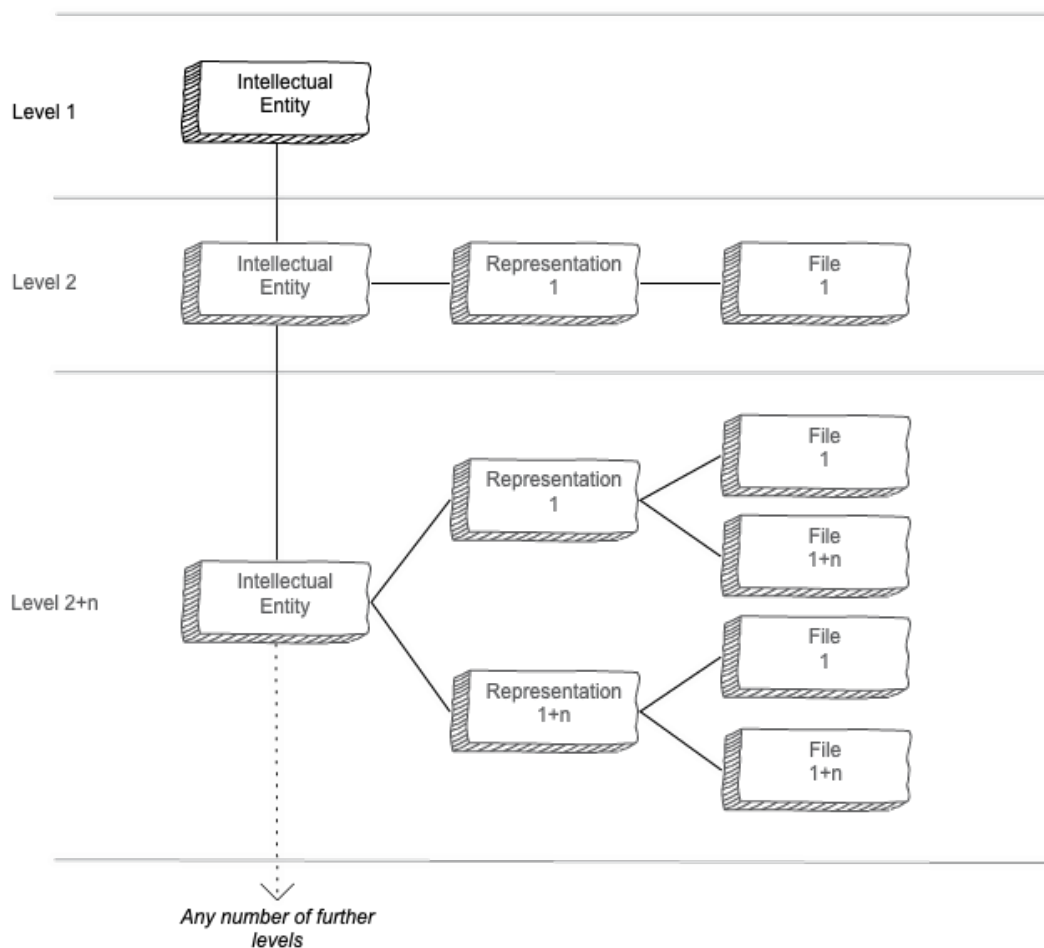 Level 1
Intellectual
Entity
Level 2
Intellectual
Entity
Representation
1
File
1
Level 2+n
Intellectual
Entity
Representation
1
File
1
File
1+n
Representation
1+n
File
1
File
1+n
Any number of further
levels